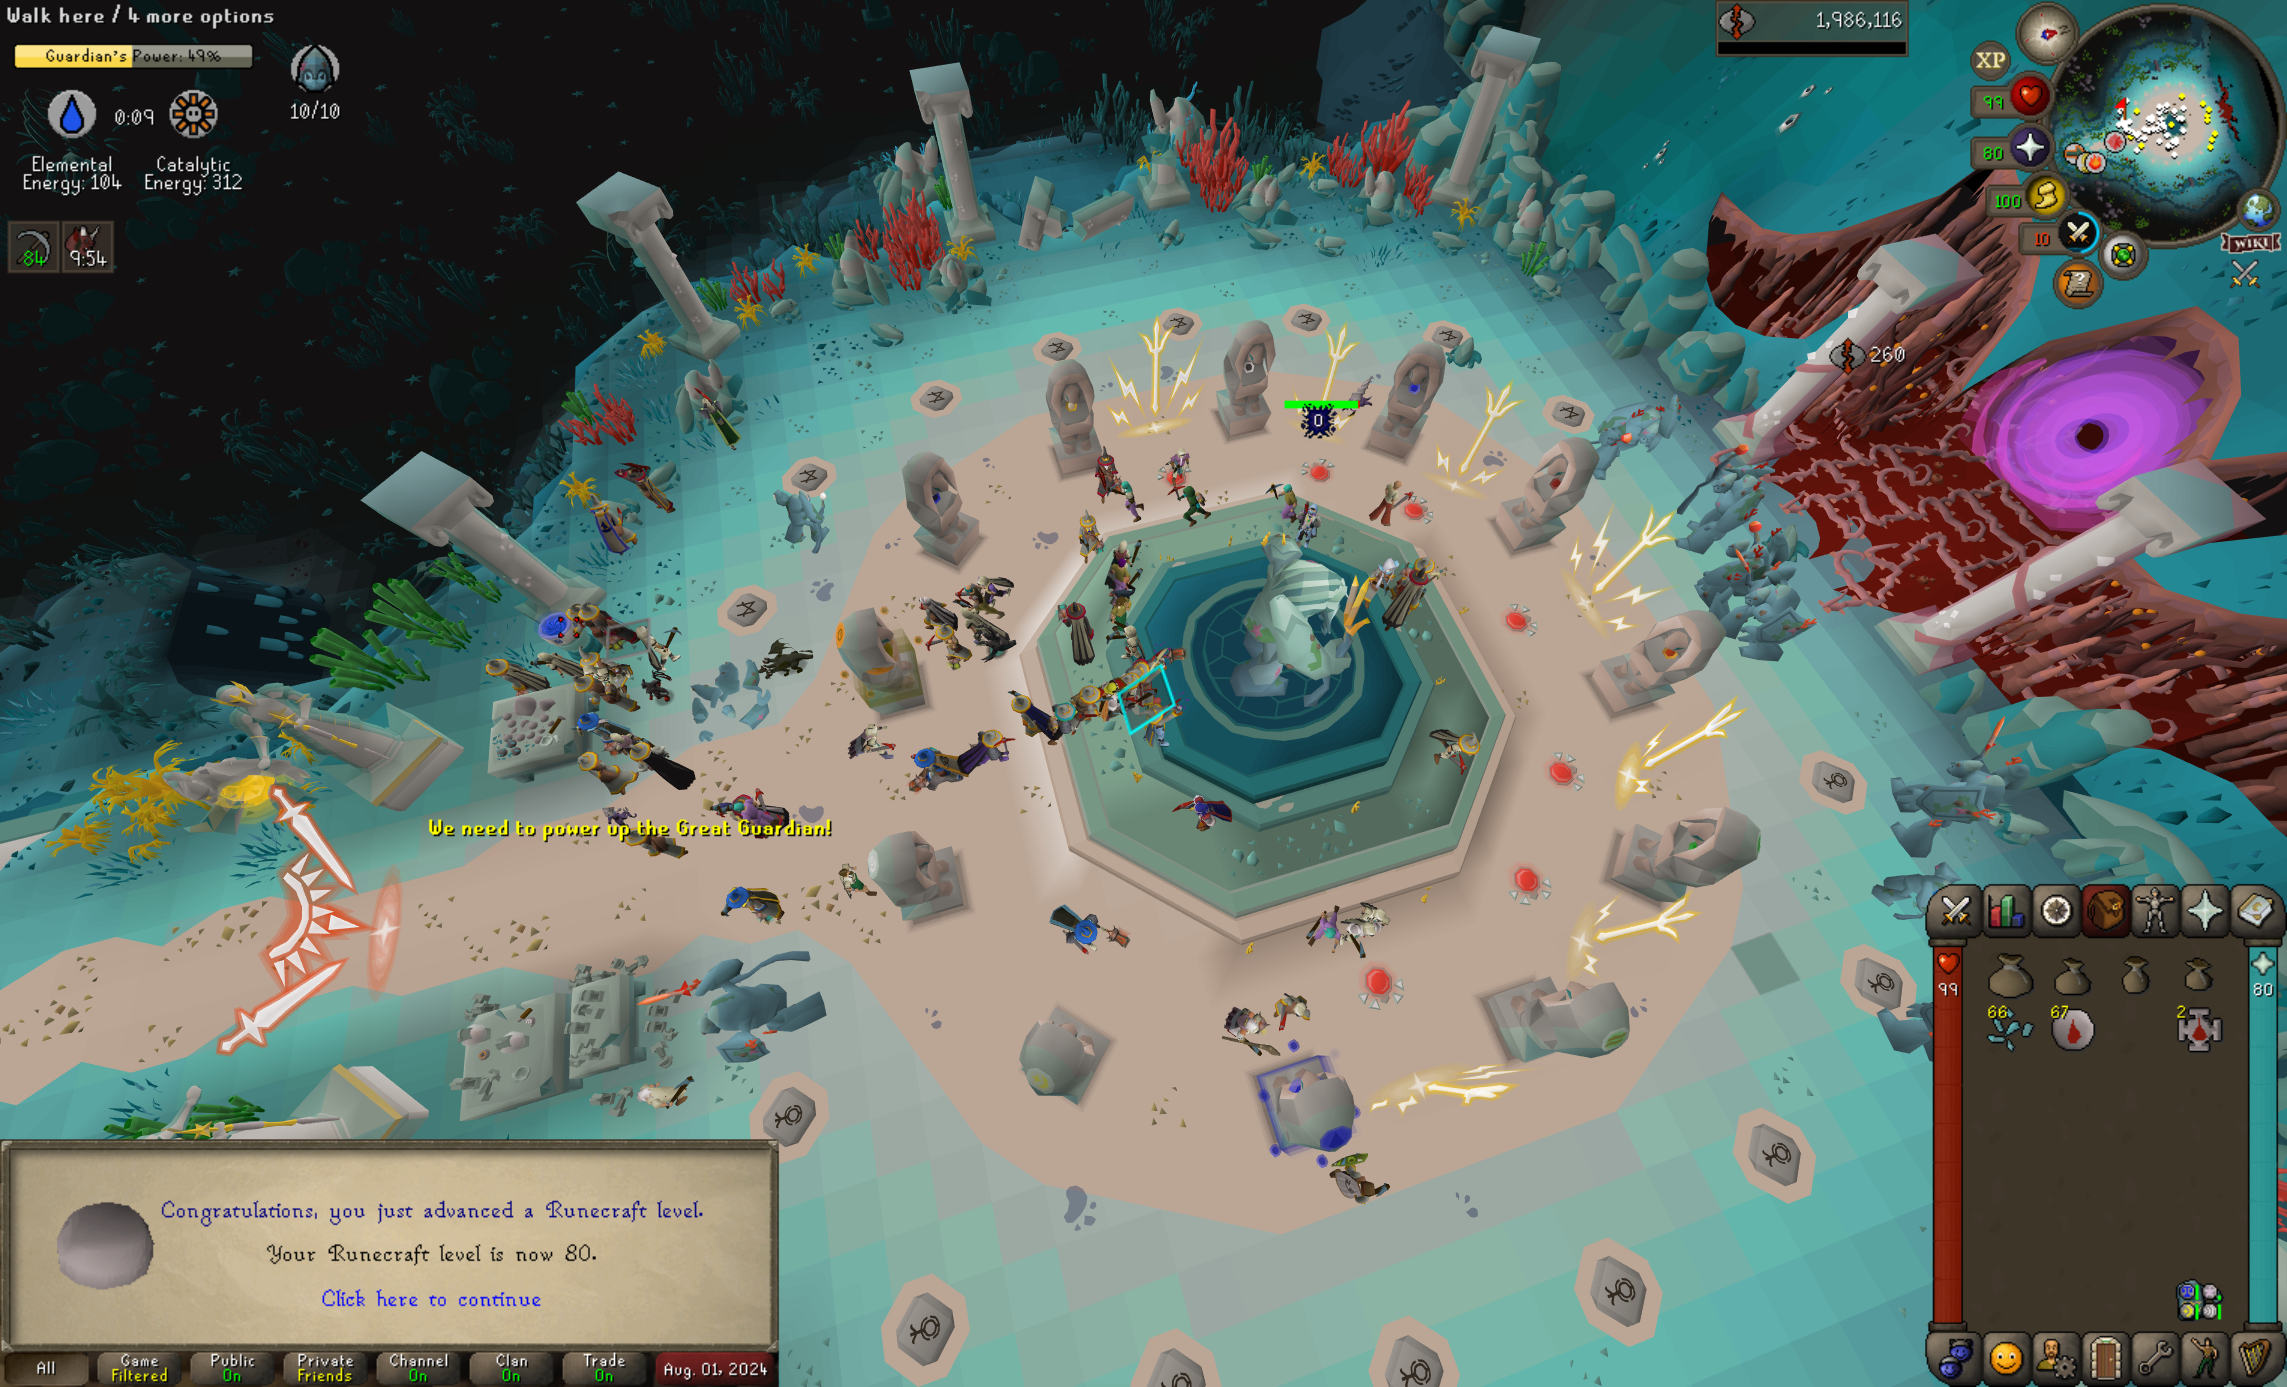 Walk here / 4 more options
Guardian's Power: 49%
10/10
0:09
Elemental
Energy: 104
Catalytic
Energy: 312
84
9:54
1,986,116
XP
99
80
100
10
WIKI
260
0
We need to power up the Great Guardian!
99
80
66
67
2
Congratulations, you just advanced a Runecraft level.
Your Runecraft level is now 80.
Click here to continue
All
Game
Filtered
Public
On
Private
Friends
Channel
On
Clan
On
Trade
On
Aug. 01, 2024